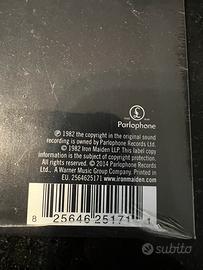 Parlophone
℗ 1982 the copyright in the original sound
recording is owned by Parlophone Records Ltd.
© 1982 Iron Maiden LLP. This label copy
information is the subject of copyright protection.
All rights reserved. © 2014 Parlophone Records
Ltd., A Warner Music Group Company. Printed in
EU. 2564625171 www.ironmaiden.com
8 25646 25171 1
subito